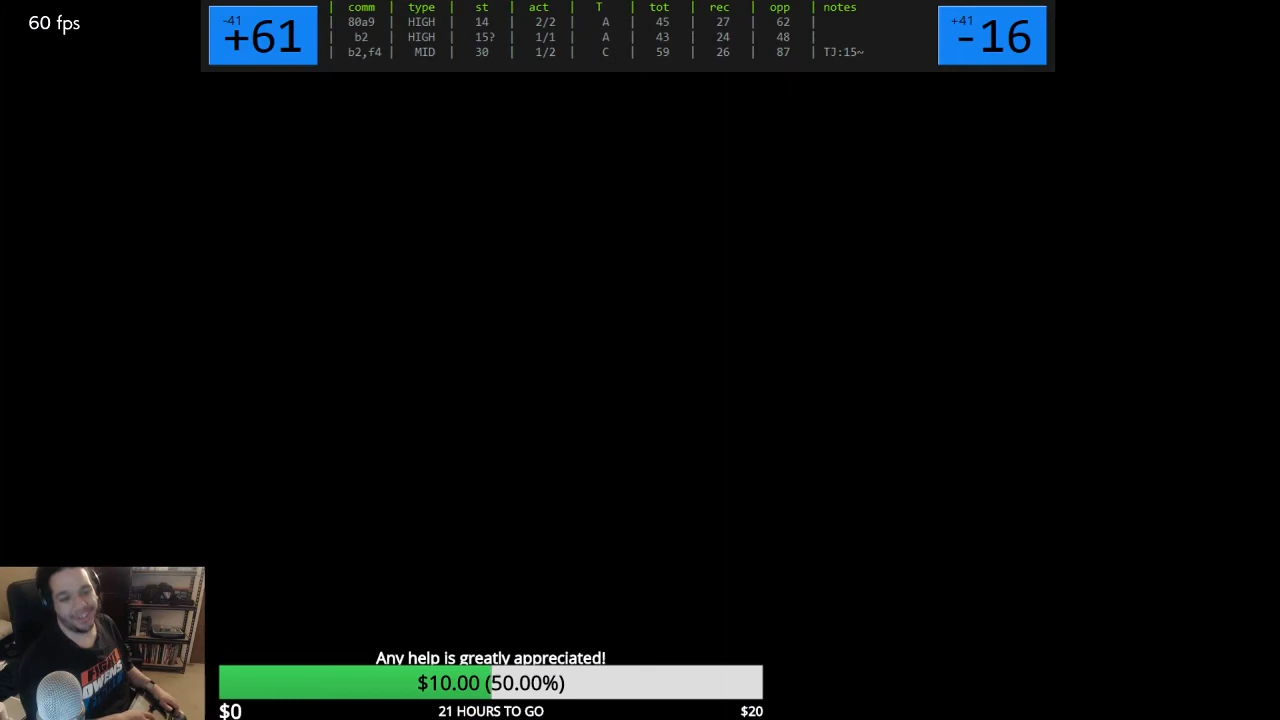 60 fps
-41
+61
| comm | type | st | act | T | tot | rec | opp | notes
| 80a9 | HIGH | 14 | 2/2 | A | 45 | 27 | 62 |
| b2 | HIGH | 15? | 1/1 | A | 43 | 24 | 48 |
| b2,f4 | MID | 30 | 1/2 | C | 59 | 26 | 87 | TJ:15~
+41
-16
Any help is greatly appreciated!
$10.00 (50.00%)
$0 21 HOURS TO GO $20